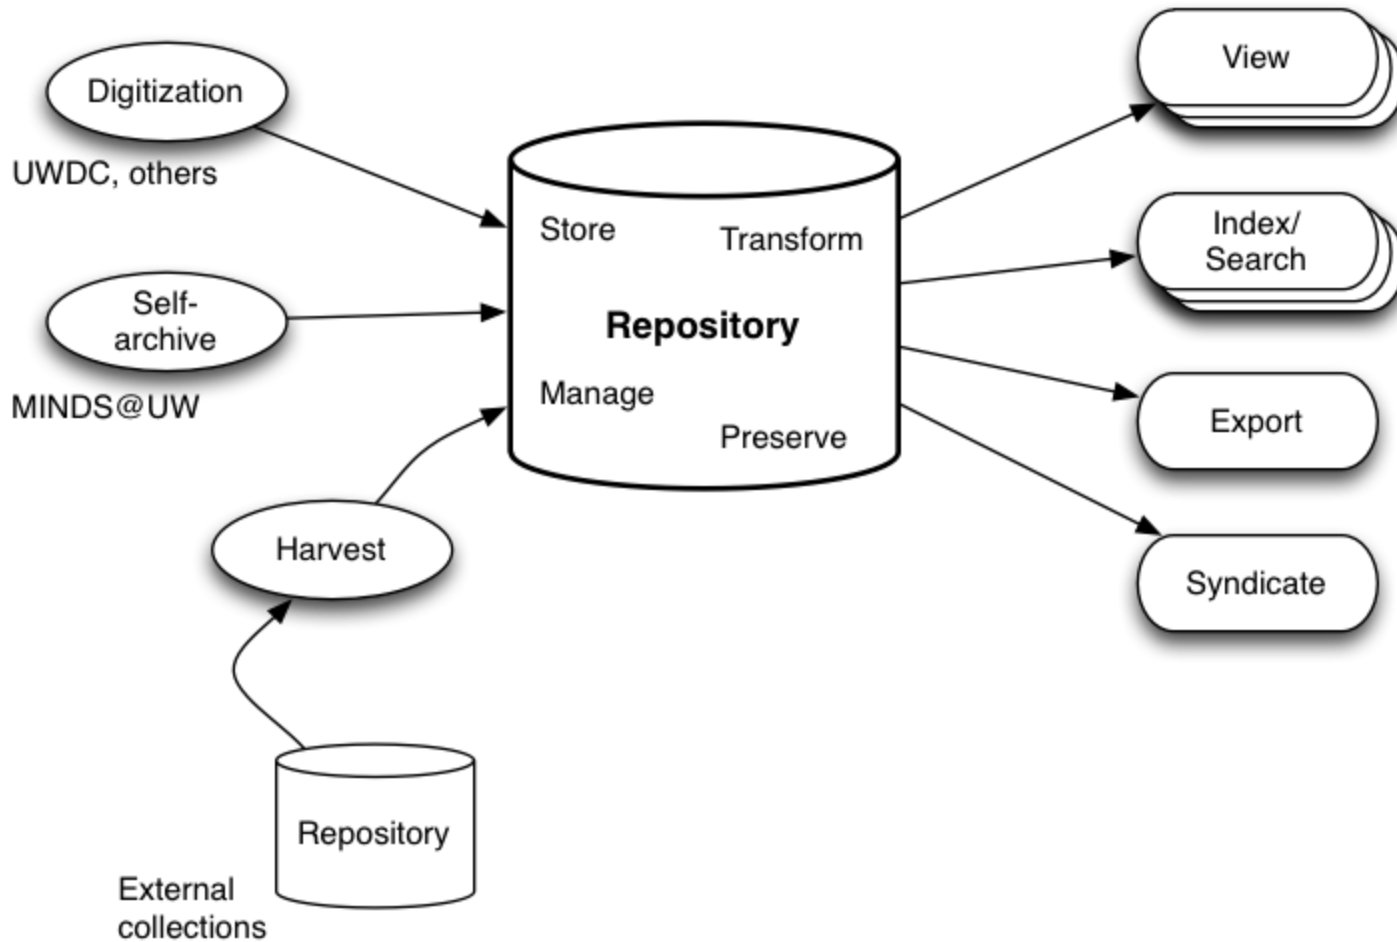 Digitization
UWDC, others
Self-
archive
MINDS@UW
Harvest
Repository
External
collections
Store
Transform
Repository
Manage
Preserve
View
Index/
Search
Export
Syndicate